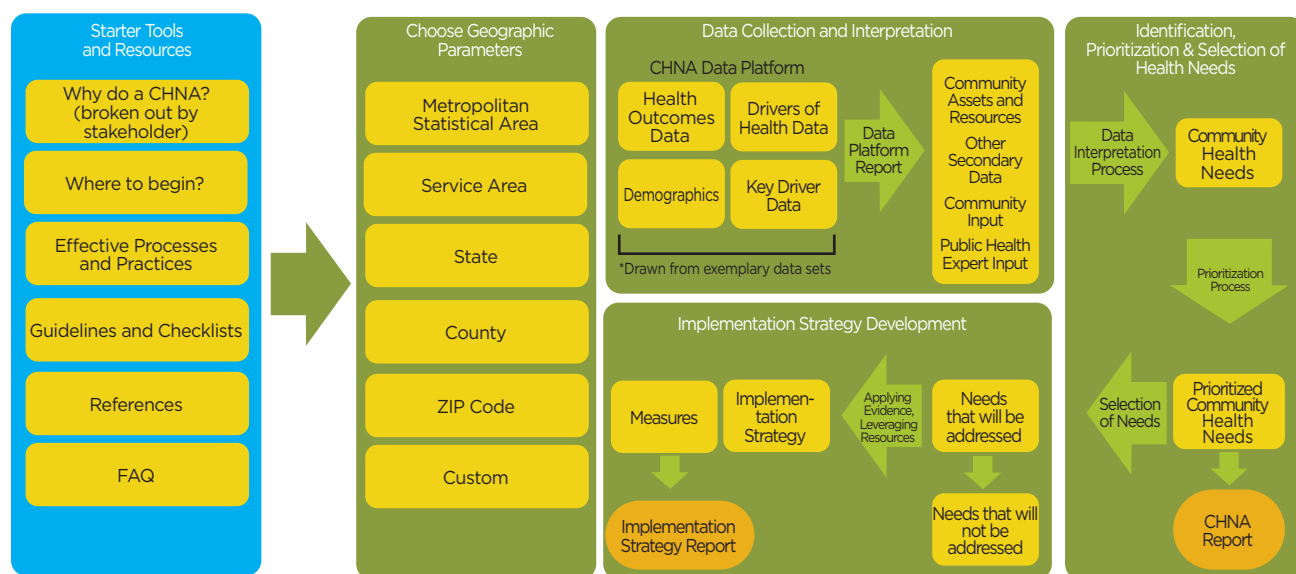 Starter Tools
and Resources
Why do a CHNA?
(broken out by
stakeholder)
Where to begin?
Effective Processes
and Practices
Guidelines and Checklists
References
FAQ
Choose Geographic
Parameters
Metropolitan
Statistical Area
Service Area
State
County
ZIP Code
Custom
Data Collection and Interpretation
CHNA Data Platform
Health
Outcomes
Data
Drivers
of Health Data
Demographics
Key Driver
Data
*Drawn from exemplary data sets
Data
Platform
Report
Community
Assets and
Resources
Other
Secondary
Data
Community
Input
Public Health
Expert Input
Identification,
Prioritization & Selection of
Health Needs
Data
Interpretation
Process
Community
Health
Needs
Prioritization
Process
Prioritized
Community
Health
Needs
Selection
of Needs
CHNA
Report
Implementation Strategy Development
Needs
that will be
addressed
Needs that will
not be
addressed
Applying
Evidence,
Leveraging
Resources
Implemen-
tation
Strategy
Measures
Implementation
Strategy Report